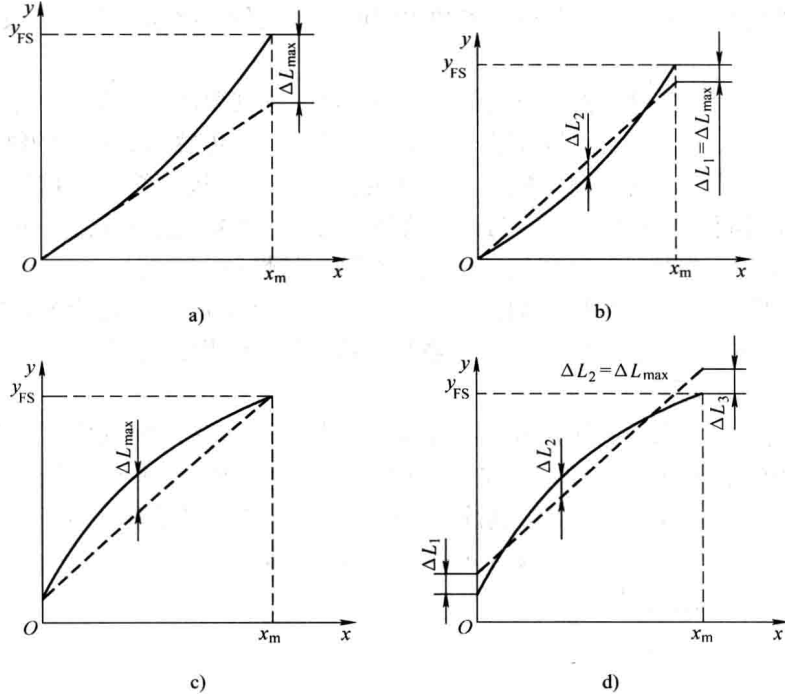 y
y_FS
ΔL_max
O
x_m
x
a)
y
y_FS
ΔL_2
ΔL_1=ΔL_max
O
x_m
x
b)
y
y_FS
ΔL_max
O
x_m
x
c)
y
ΔL_2=ΔL_max
y_FS
ΔL_3
ΔL_2
ΔL_1
O
x_m
x
d)